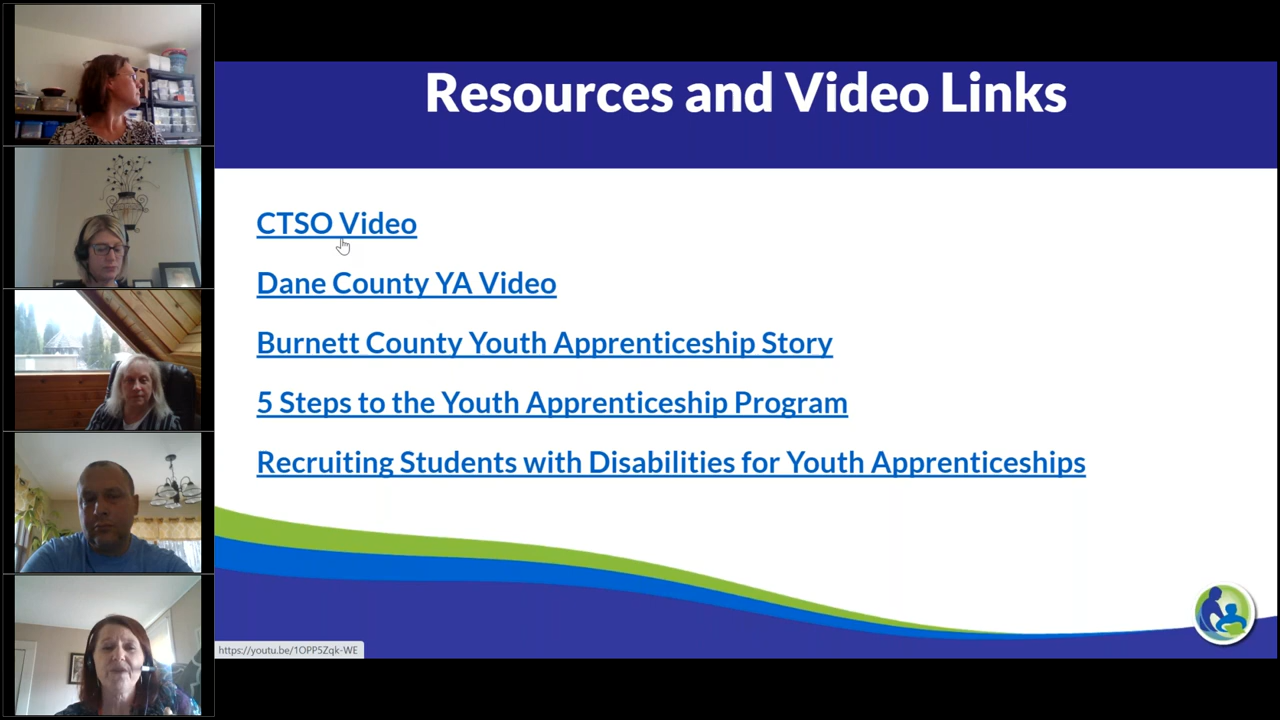 Resources and Video Links
CTSO Video
Dane County YA Video
Burnett County Youth Apprenticeship Story
5 Steps to the Youth Apprenticeship Program
Recruiting Students with Disabilities for Youth Apprenticeships
https://youtu.be/1OPP5Zqk-WE